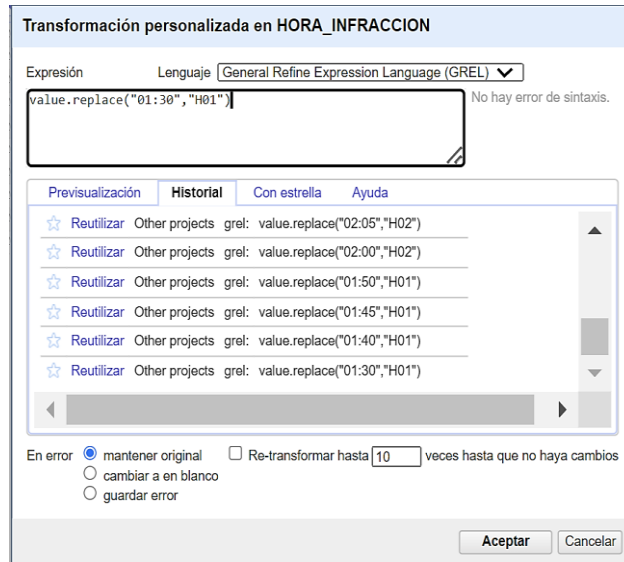 Transformación personalizada en HORA_INFRACCION
Expresión Lenguaje General Refine Expression Language (GREL)
value.replace("01:30","H01")
No hay error de sintaxis.
Previsualización Historial Con estrella Ayuda
Reutilizar Other projects grel: value.replace("02:05","H02")
Reutilizar Other projects grel: value.replace("02:00","H02")
Reutilizar Other projects grel: value.replace("01:50","H01")
Reutilizar Other projects grel: value.replace("01:45","H01")
Reutilizar Other projects grel: value.replace("01:40","H01")
Reutilizar Other projects grel: value.replace("01:30","H01")
En error mantener original Re-transformar hasta 10 veces hasta que no haya cambios
cambiar a en blanco
guardar error
Aceptar Cancelar